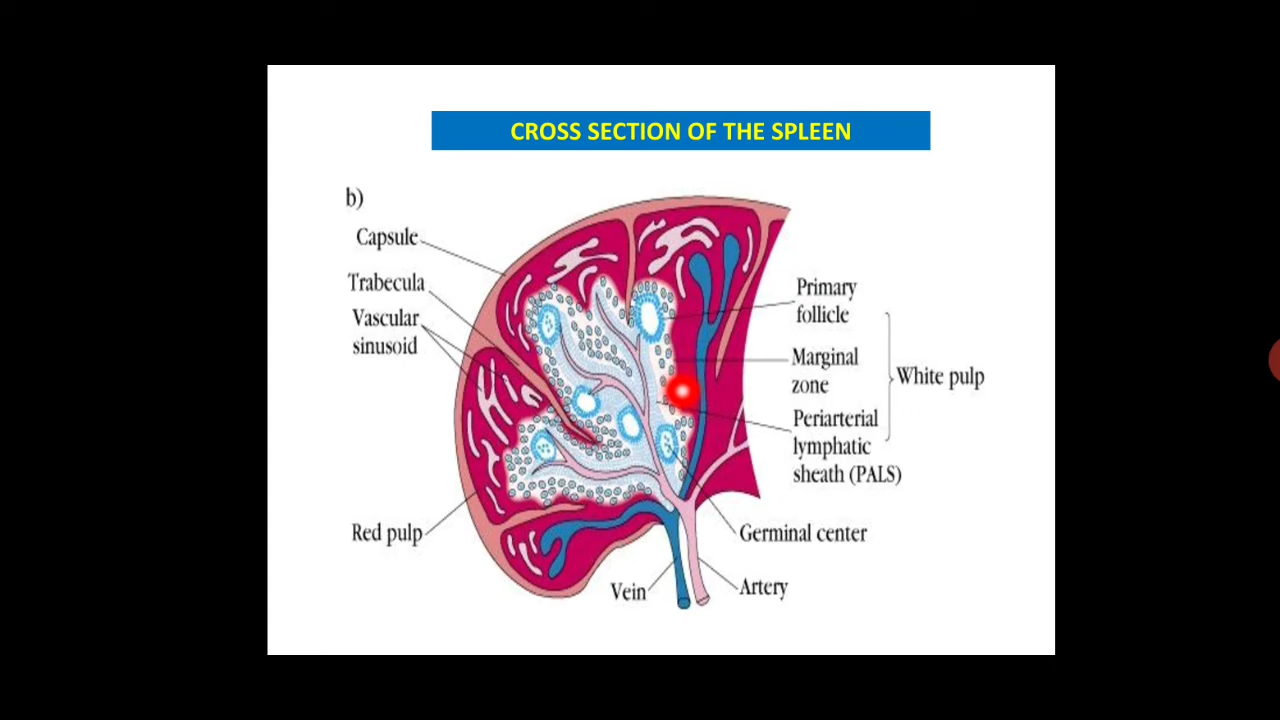 CROSS SECTION OF THE SPLEEN
b)
Capsule
Trabecula
Vascular
sinusoid
Red pulp
Primary
follicle
Marginal
zone
White pulp
Periarterial
lymphatic
sheath (PALS)
Germinal center
Vein
Artery